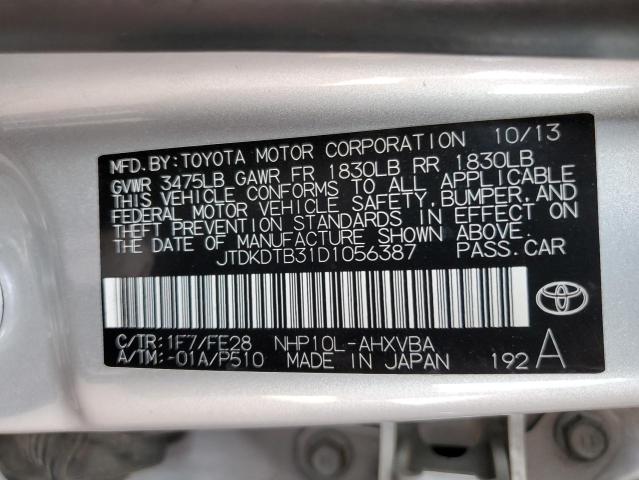 MFD.BY:TOYOTA MOTOR CORPORATION 10/13
GVWR 3475LB GAWR FR 1830LB RR 1830LB
THIS VEHICLE CONFORMS TO ALL APPLICABLE
FEDERAL MOTOR VEHICLE SAFETY,BUMPER,AND
THEFT PREVENTION STANDARDS IN EFFECT ON
THE DATE OF MANUFACTURE SHOWN ABOVE.
JTDKDTB31D1056387 PASS.CAR
C/TR:1F7/FE28 NHP10L-AHXVBA
A/TM:-01A/P510 MADE IN JAPAN 192 A